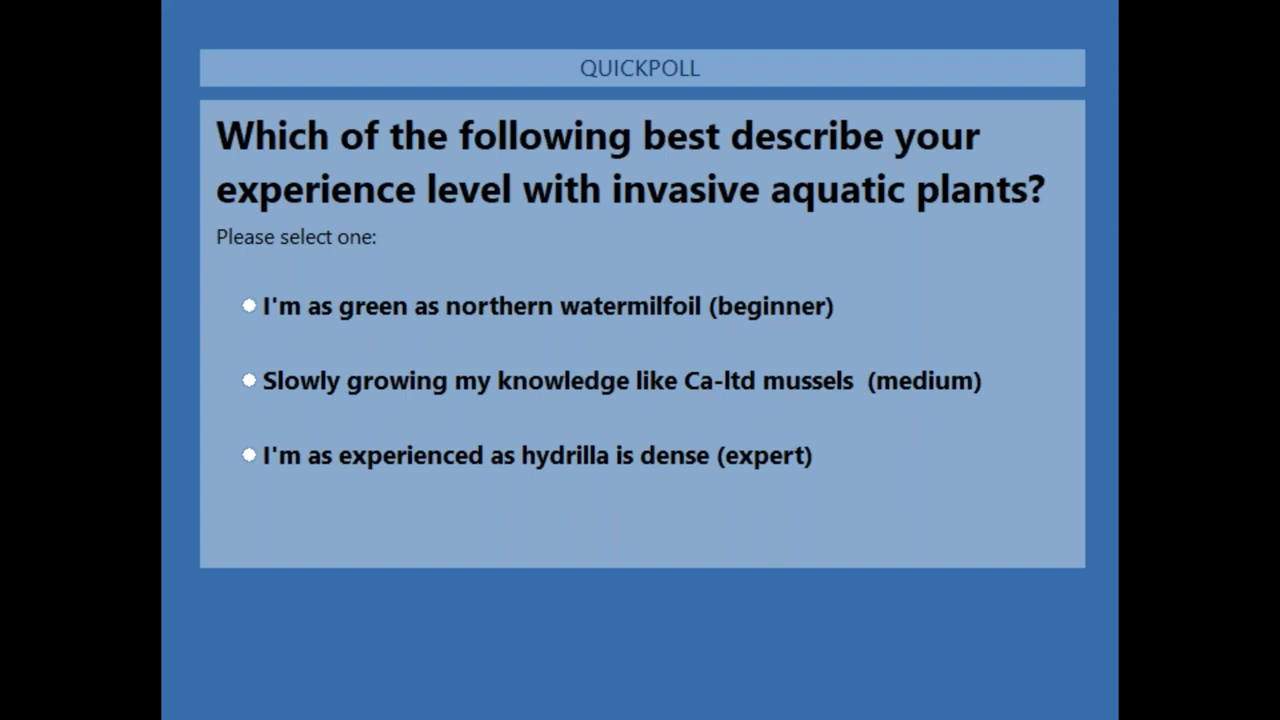 QUICKPOLL
Which of the following best describe your
experience level with invasive aquatic plants?
Please select one:
I'm as green as northern watermilfoil (beginner)
Slowly growing my knowledge like Ca-ltd mussels (medium)
I'm as experienced as hydrilla is dense (expert)